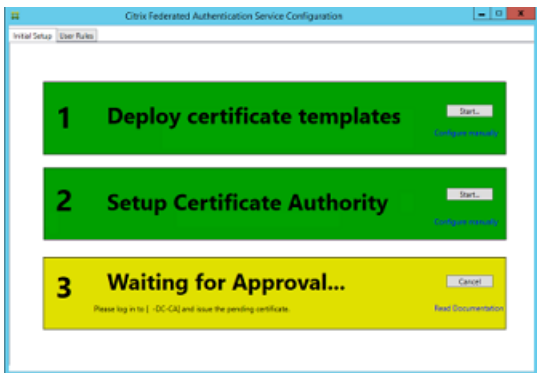 Citrix Federated Authentication Service Configuration
Initial Setup User Rules
1 Deploy certificate templates Start...
Configure manually
2 Setup Certificate Authority Start...
Configure manually
3 Waiting for Approval... Cancel
Please log in to [ -DC-CA] and issue the pending certificate. Read Documentation